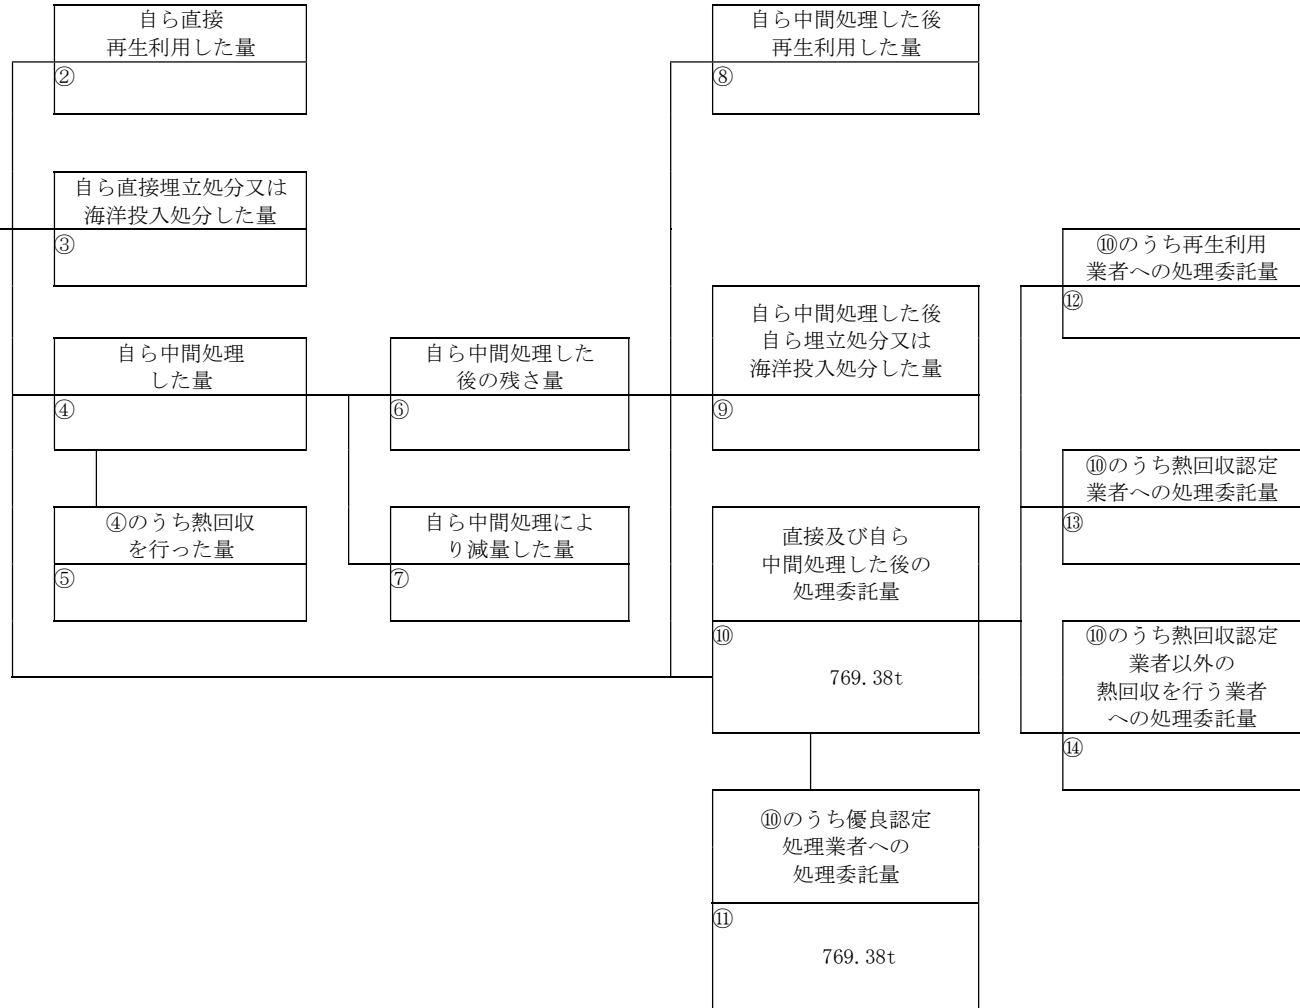 自ら直接
再生利用した量
②
自ら中間処理した後
再生利用した量
⑧
自ら直接埋立処分又は
海洋投入処分した量
③
⑩のうち再生利用
業者への処理委託量
⑫
自ら中間処理した後
自ら埋立処分又は
海洋投入処分した量
⑨
自ら中間処理
した量
④
自ら中間処理した
後の残さ量
⑥
⑩のうち熱回収認定
業者への処理委託量
⑬
④のうち熱回収
を行った量
⑤
自ら中間処理によ
り減量した量
⑦
直接及び自ら
中間処理した後の
処理委託量
⑩
769.38t
⑩のうち熱回収認定
業者以外の
熱回収を行う業者
への処理委託量
⑭
⑩のうち優良認定
処理業者への
処理委託量
⑪
769.38t